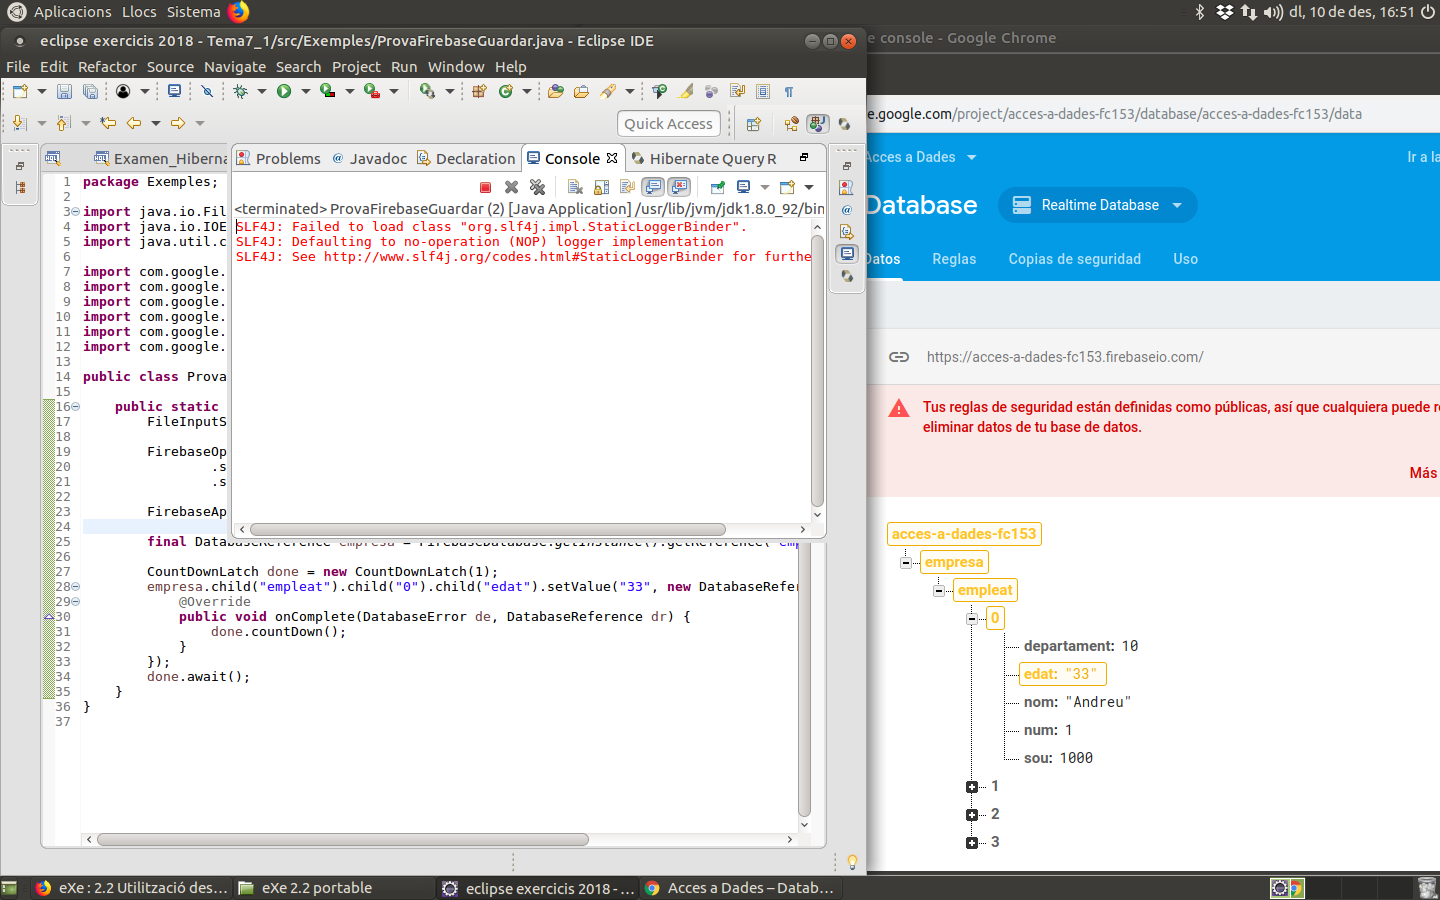 Aplicacions Llocs Sistema
dl, 10 de des, 16:51
eclipse exercicis 2018 - Tema7_1/src/Exemples/ProvaFirebaseGuardar.java - Eclipse IDE
File Edit Refactor Source Navigate Search Project Run Window Help
Quick Access
Examen_Hiberna
Problems @ Javadoc Declaration Console Hibernate Query R
<terminated> ProvaFirebaseGuardar (2) [Java Application] /usr/lib/jvm/jdk1.8.0_92/bin
SLF4J: Failed to load class "org.slf4j.impl.StaticLoggerBinder".
SLF4J: Defaulting to no-operation (NOP) logger implementation
SLF4J: See http://www.slf4j.org/codes.html#StaticLoggerBinder for furthe
1 package Exemples;
2
3 import java.io.Fil
4 import java.io.IOE
5 import java.util.c
6
7 import com.google.
8 import com.google.
9 import com.google.
10 import com.google.
11 import com.google.
12 import com.google.
13
14 public class Prova
15
16 public static
17 FileInputS
18
19 FirebaseOp
20 .s
21 .s
22
23 FirebaseAp
24
25 final DatabaseReference empresa = FirebaseDatabase.getInstance().getReference("emp
26
27 CountDownLatch done = new CountDownLatch(1);
28 empresa.child("empleat").child("0").child("edat").setValue("33", new DatabaseRefer
29 @Override
30 public void onComplete(DatabaseError de, DatabaseReference dr) {
31 done.countDown();
32 }
33 });
34 done.await();
35 }
36 }
37
e console - Google Chrome
e.google.com/project/acces-a-dades-fc153/database/acces-a-dades-fc153/data
Acces a Dades
Ir a la
Database
Realtime Database
Datos Reglas Copias de seguridad Uso
https://acces-a-dades-fc153.firebaseio.com/
Tus reglas de seguridad están definidas como públicas, así que cualquiera puede ro
eliminar datos de tu base de datos.
Más
acces-a-dades-fc153
empresa
empleat
0
departament: 10
edat: "33"
nom: "Andreu"
num: 1
sou: 1000
1
2
3
eXe : 2.2 Utilització des...
eXe 2.2 portable
eclipse exercicis 2018 - ...
Acces a Dades – Datab...